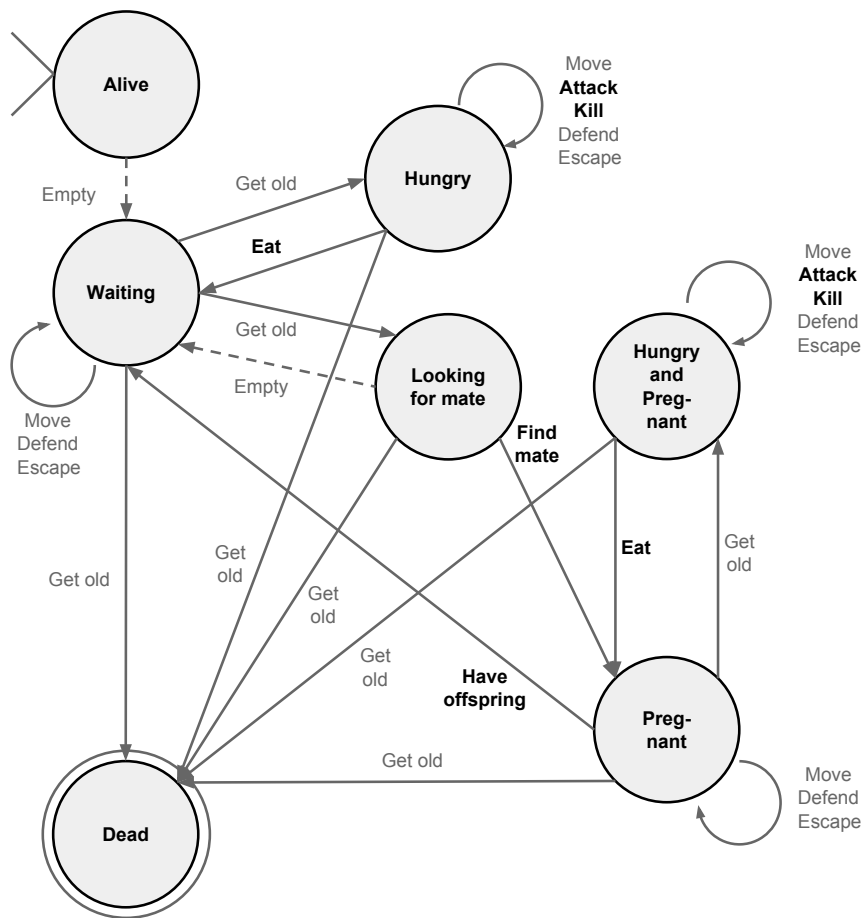 Alive
Move
Attack
Kill
Defend
Escape
Empty
Get old
Hungry
Eat
Waiting
Get old
Move
Attack
Kill
Defend
Escape
Empty
Looking
for mate
Hungry
and
Preg-
nant
Move
Defend
Escape
Find
mate
Get old
Get
old
Get
old
Get
old
Eat
Get
old
Have
offspring
Preg-
nant
Get old
Move
Defend
Escape
Dead